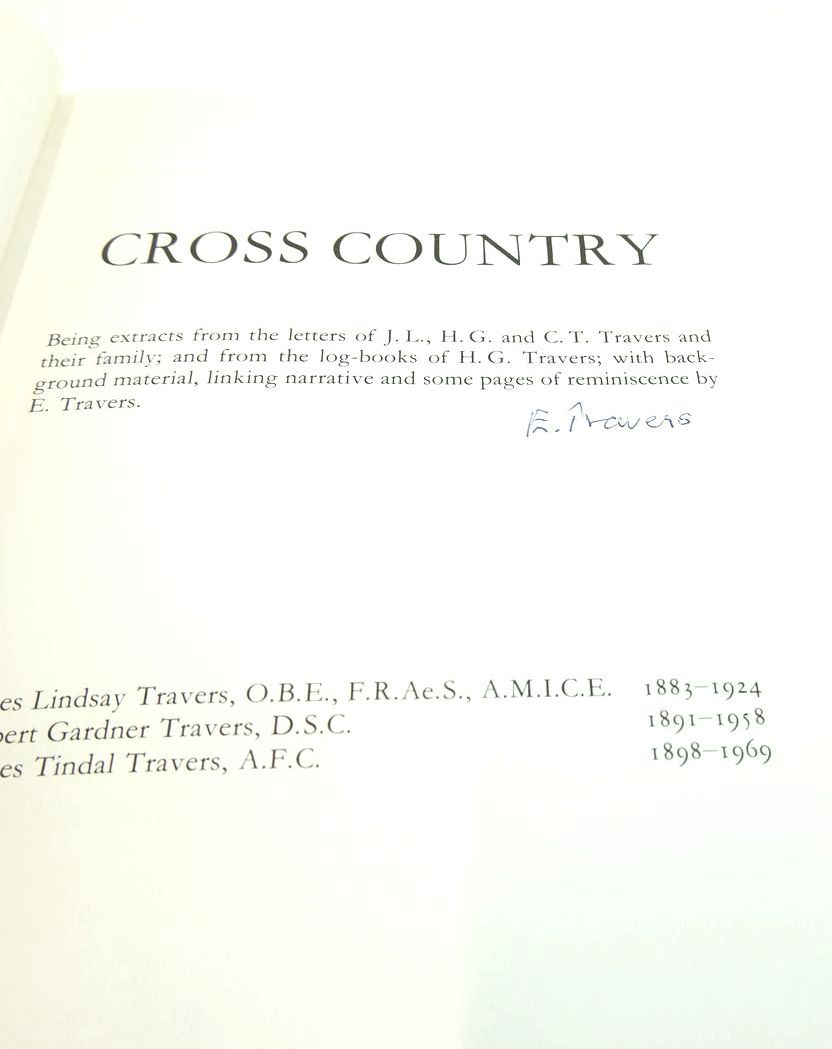 CROSS COUNTRY
Being extracts from the letters of J. L., H. G. and C. T. Travers and
their family; and from the log-books of H. G. Travers; with back-
ground material, linking narrative and some pages of reminiscence by
E. Travers.
E. Travers
es Lindsay Travers, O.B.E., F.R.Ae.S., A.M.I.C.E. 1883–1924
bert Gardner Travers, D.S.C. 1891–1958
es Tindal Travers, A.F.C. 1898–1969